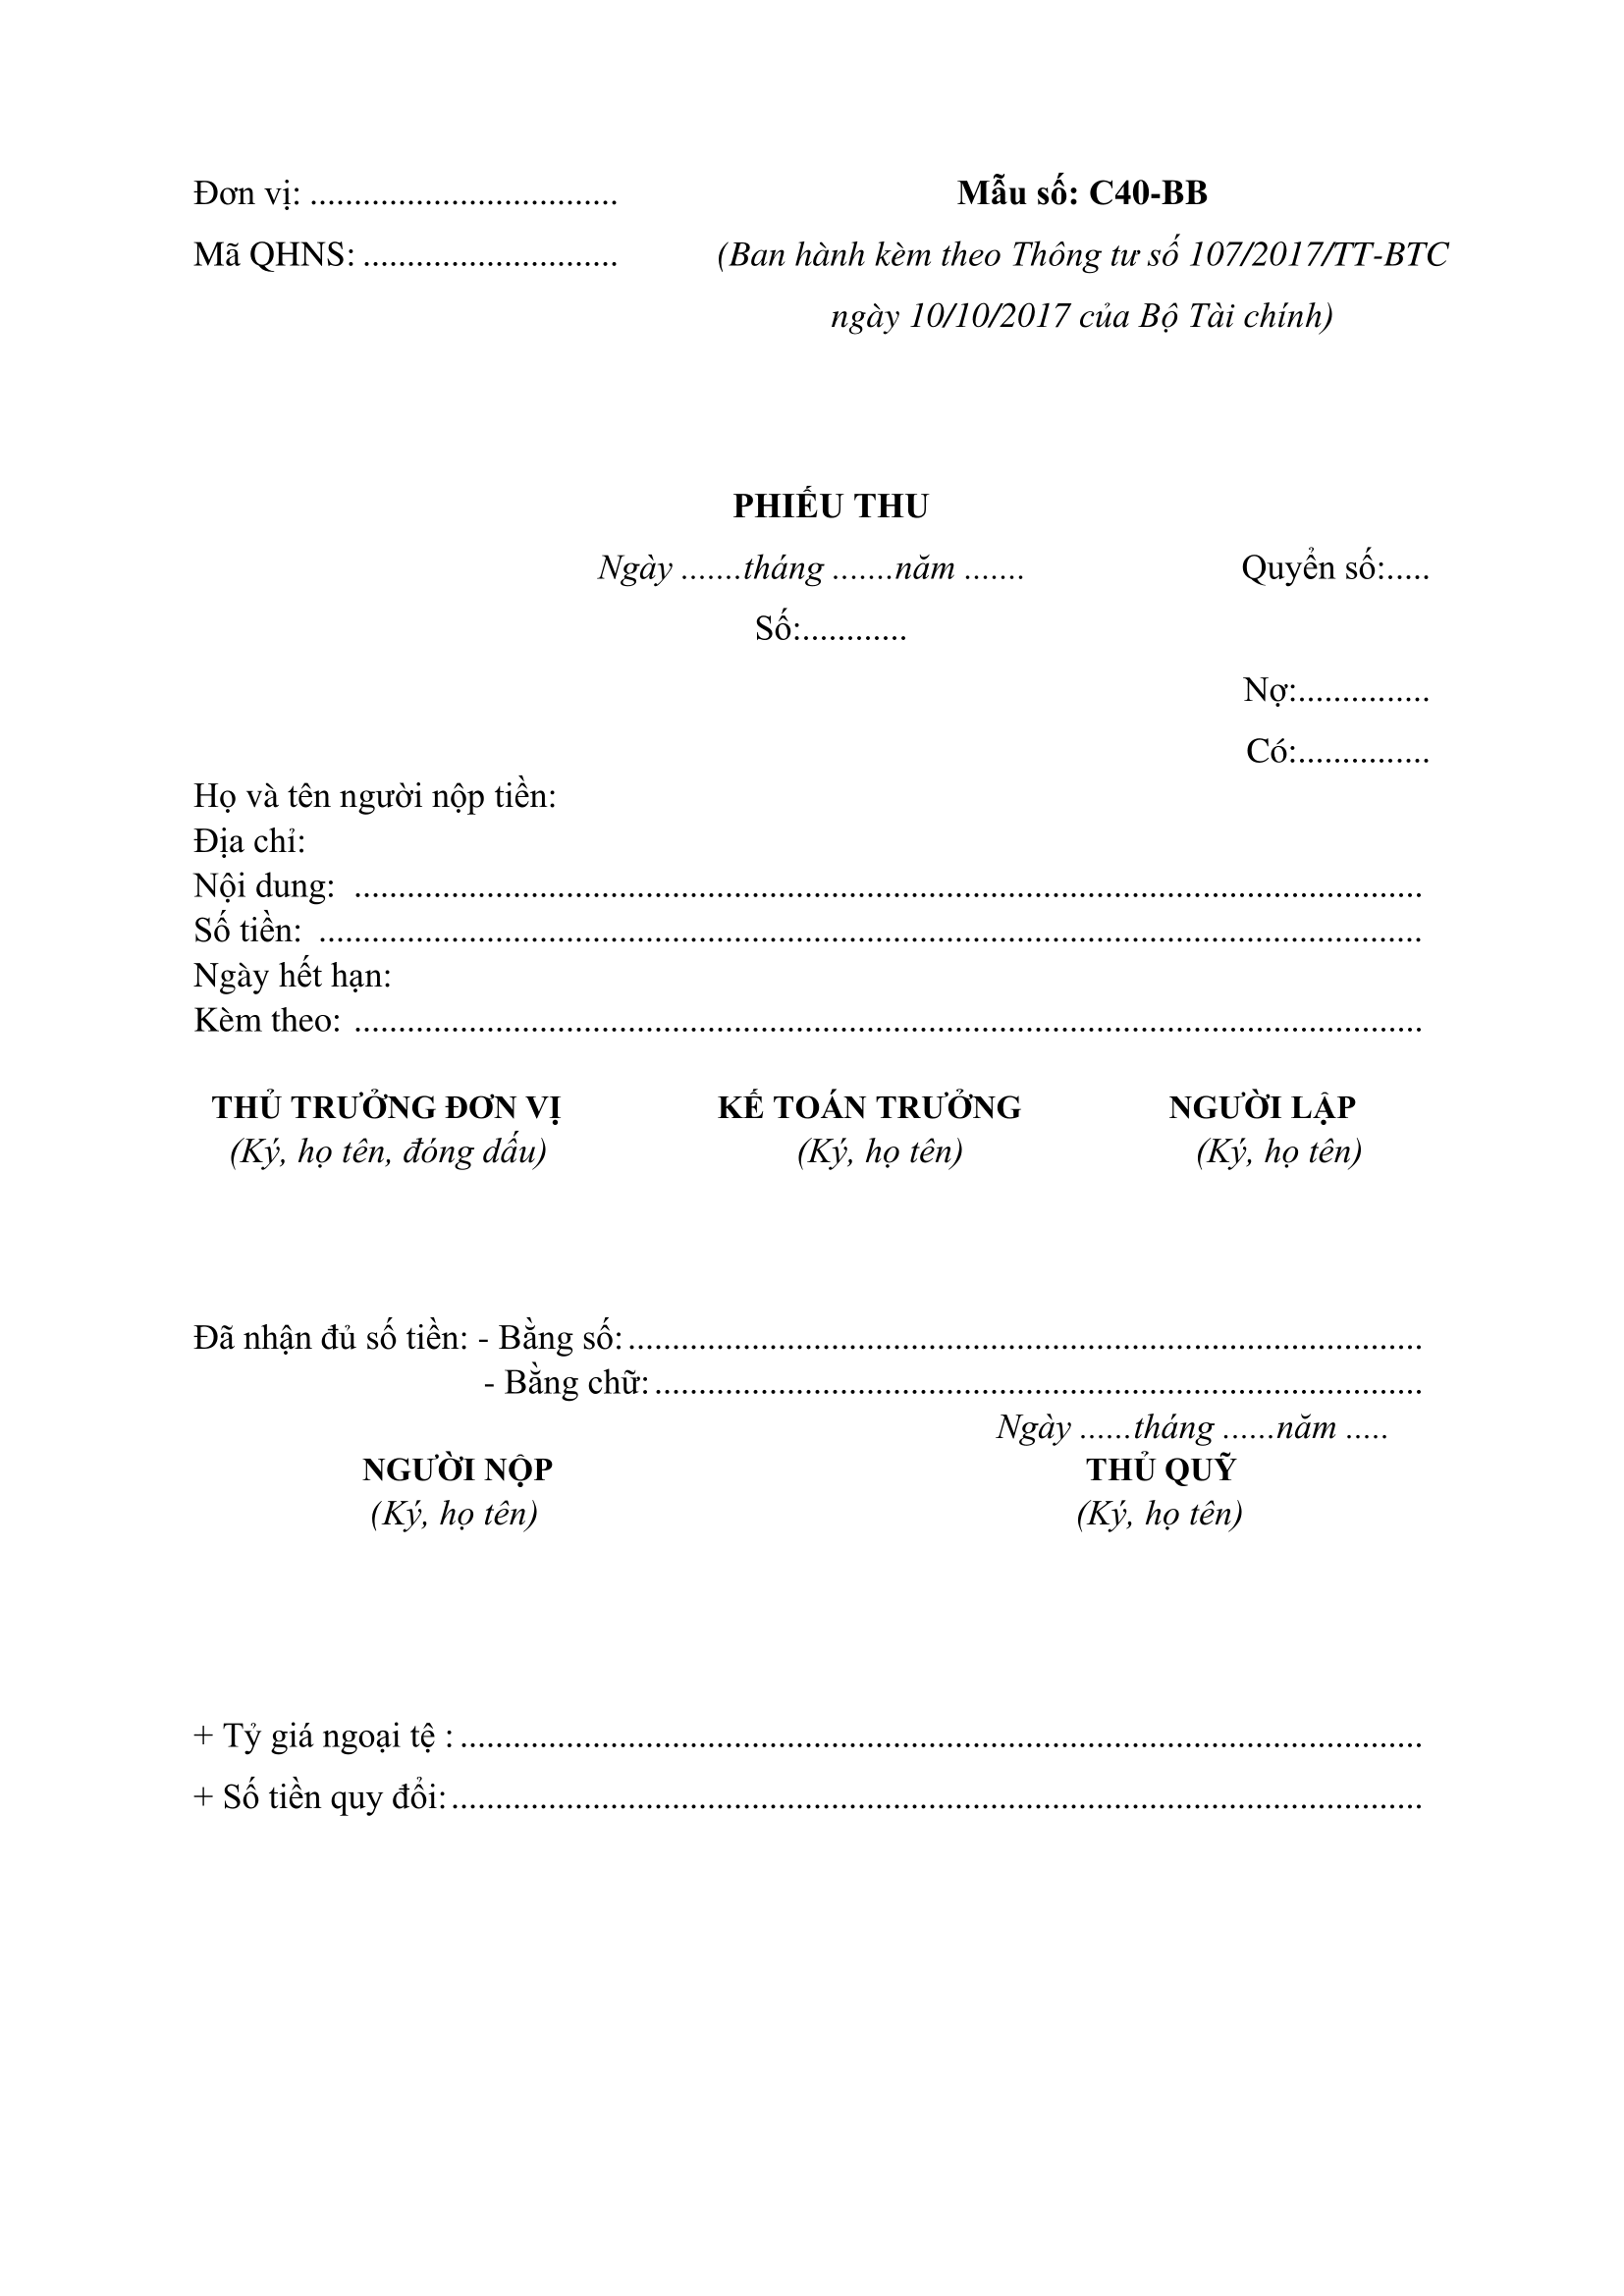 Đơn vị: ................................... Mẫu số: C40-BB
Mã QHNS: ............................. (Ban hành kèm theo Thông tư số 107/2017/TT-BTC
ngày 10/10/2017 của Bộ Tài chính)
PHIẾU THU
Ngày .......tháng .......năm ....... Quyển số:.....
Số:............
Nợ:...............
Có:...............
Họ và tên người nộp tiền:
Địa chỉ:
Nội dung: .........................................................................................................................
Số tiền: .............................................................................................................................
Ngày hết hạn:
Kèm theo: .........................................................................................................................
THỦ TRƯỞNG ĐƠN VỊ KẾ TOÁN TRƯỞNG NGƯỜI LẬP
(Ký, họ tên, đóng dấu) (Ký, họ tên) (Ký, họ tên)
Đã nhận đủ số tiền: - Bằng số:..........................................................................................
- Bằng chữ:.......................................................................................
Ngày ......tháng ......năm .....
NGƯỜI NỘP THỦ QUỸ
(Ký, họ tên) (Ký, họ tên)
+ Tỷ giá ngoại tệ :.............................................................................................................
+ Số tiền quy đổi:..............................................................................................................